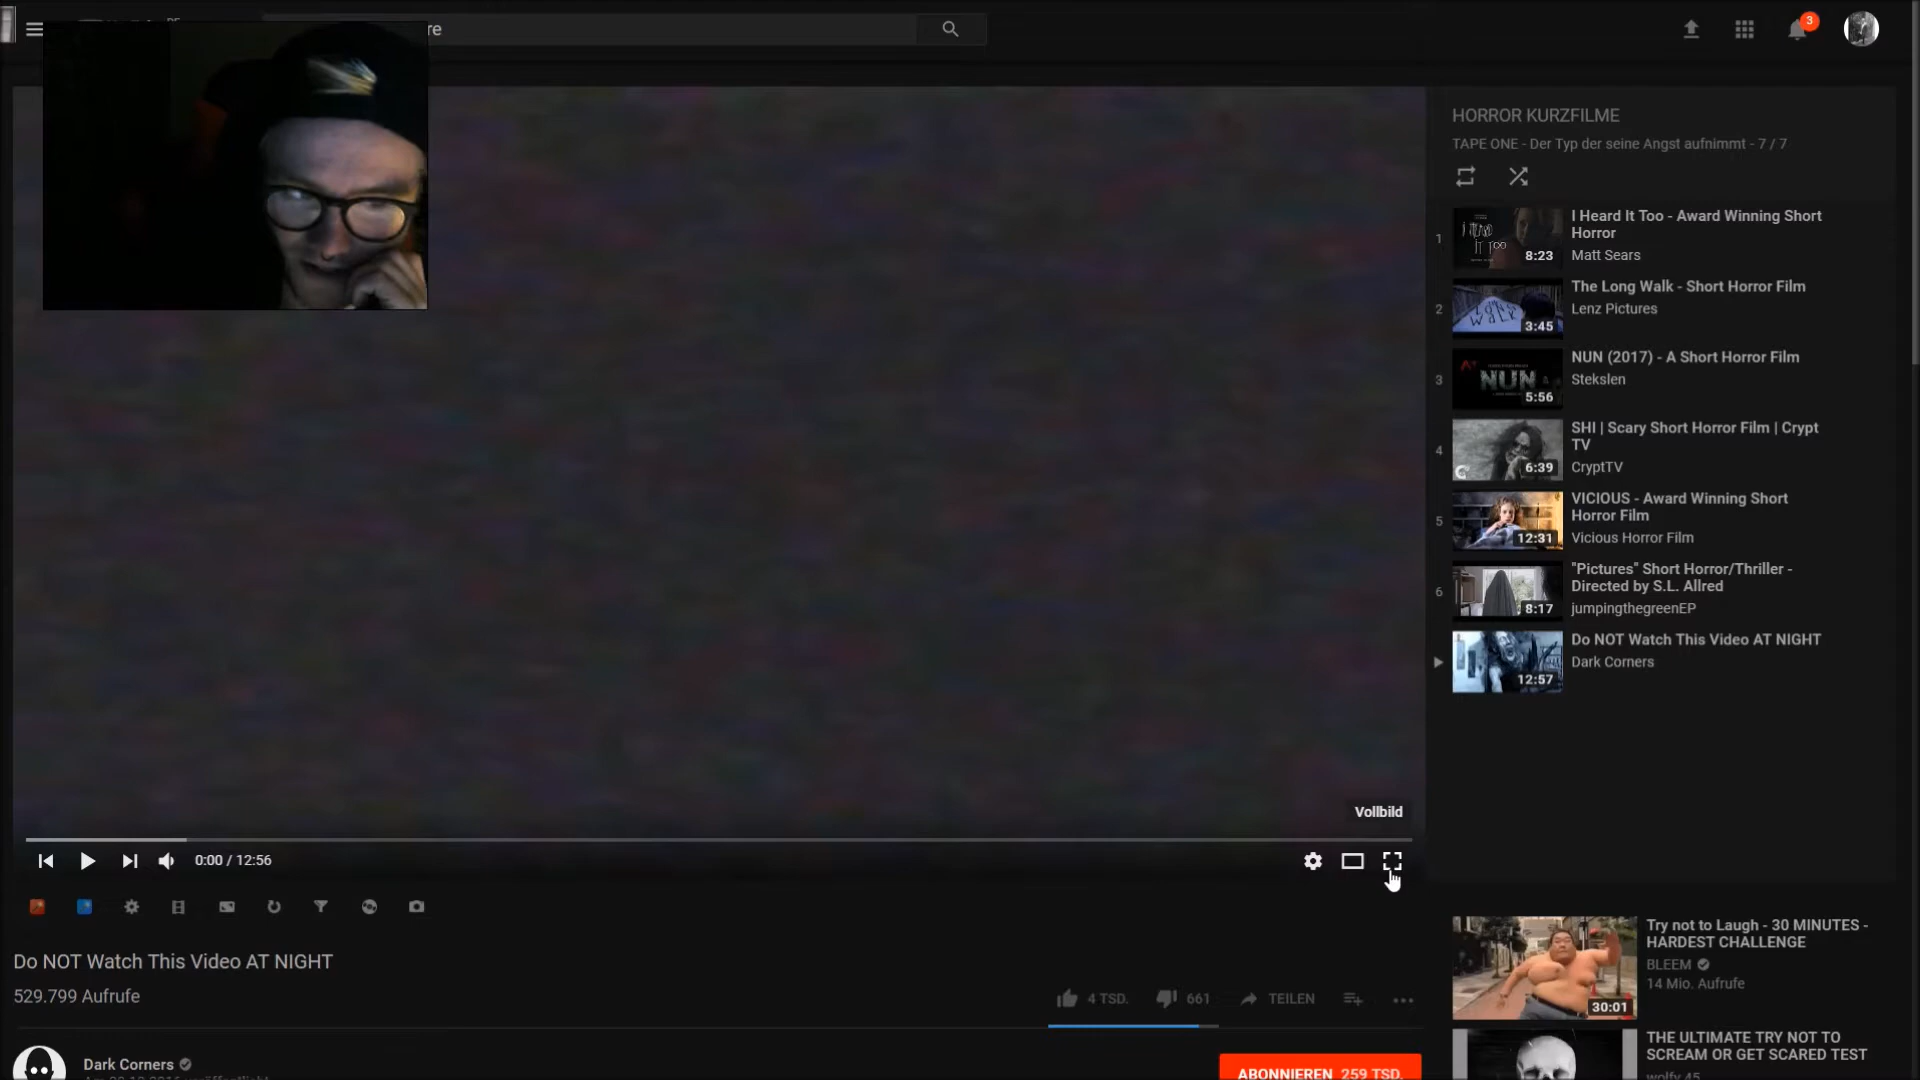 re
3
HORROR KURZFILME
TAPE ONE - Der Typ der seine Angst aufnimmt - 7 / 7
1
8:23
I Heard It Too - Award Winning Short
Horror
Matt Sears
2
3:45
The Long Walk - Short Horror Film
Lenz Pictures
3
NUN
5:56
NUN (2017) - A Short Horror Film
Stekslen
4
6:39
SHI | Scary Short Horror Film | Crypt
TV
CryptTV
5
12:31
VICIOUS - Award Winning Short
Horror Film
Vicious Horror Film
6
8:17
"Pictures" Short Horror/Thriller -
Directed by S.L. Allred
jumpingthegreenEP
12:57
Do NOT Watch This Video AT NIGHT
Dark Corners
Vollbild
0:00 / 12:56
Do NOT Watch This Video AT NIGHT
529.799 Aufrufe
4 TSD.
661
TEILEN
Dark Corners
ABONNIEREN 259 TSD.
30:01
Try not to Laugh - 30 MINUTES -
HARDEST CHALLENGE
BLEEM
14 Mio. Aufrufe
THE ULTIMATE TRY NOT TO
SCREAM OR GET SCARED TEST
wolfy 45